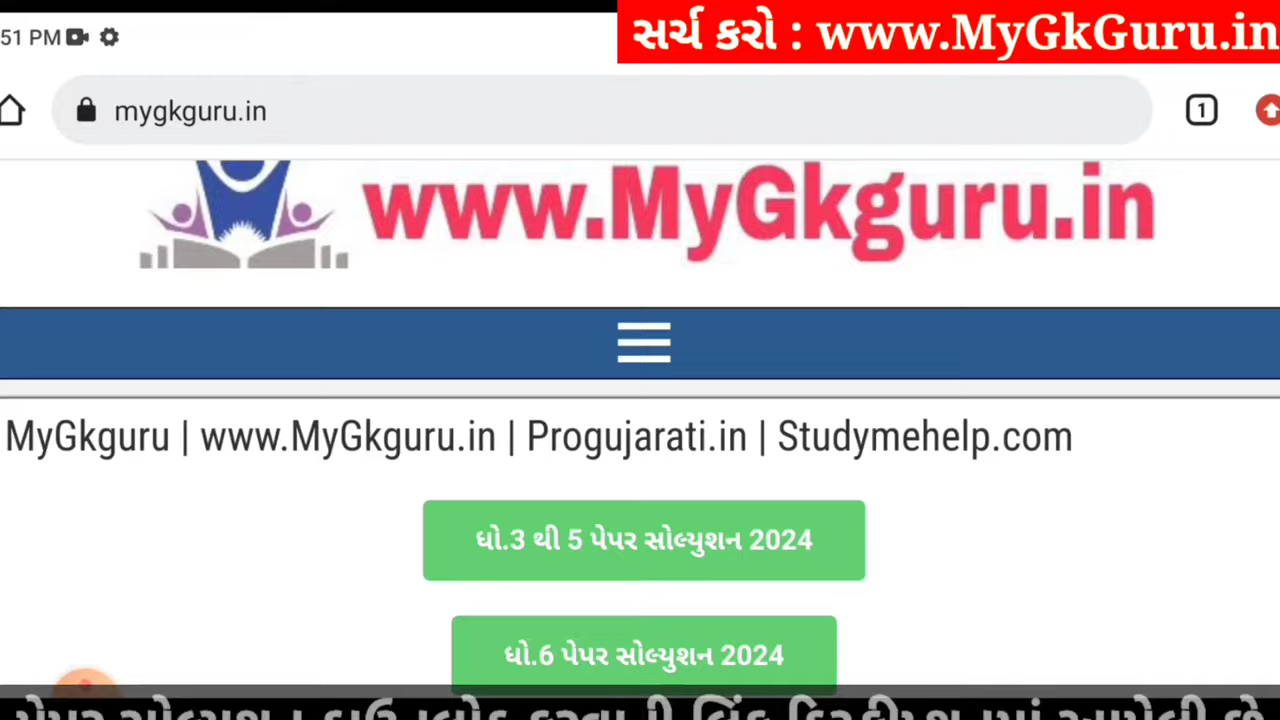 સર્ચ કરો : www.MyGkGuru.in
51 PM
mygkguru.in
1
www.MyGkguru.in
MyGkguru | www.MyGkguru.in | Progujarati.in | Studymehelp.com
ધો.3 થી 5 પેપર સોલ્યુશન 2024
ધો.6 પેપર સોલ્યુશન 2024